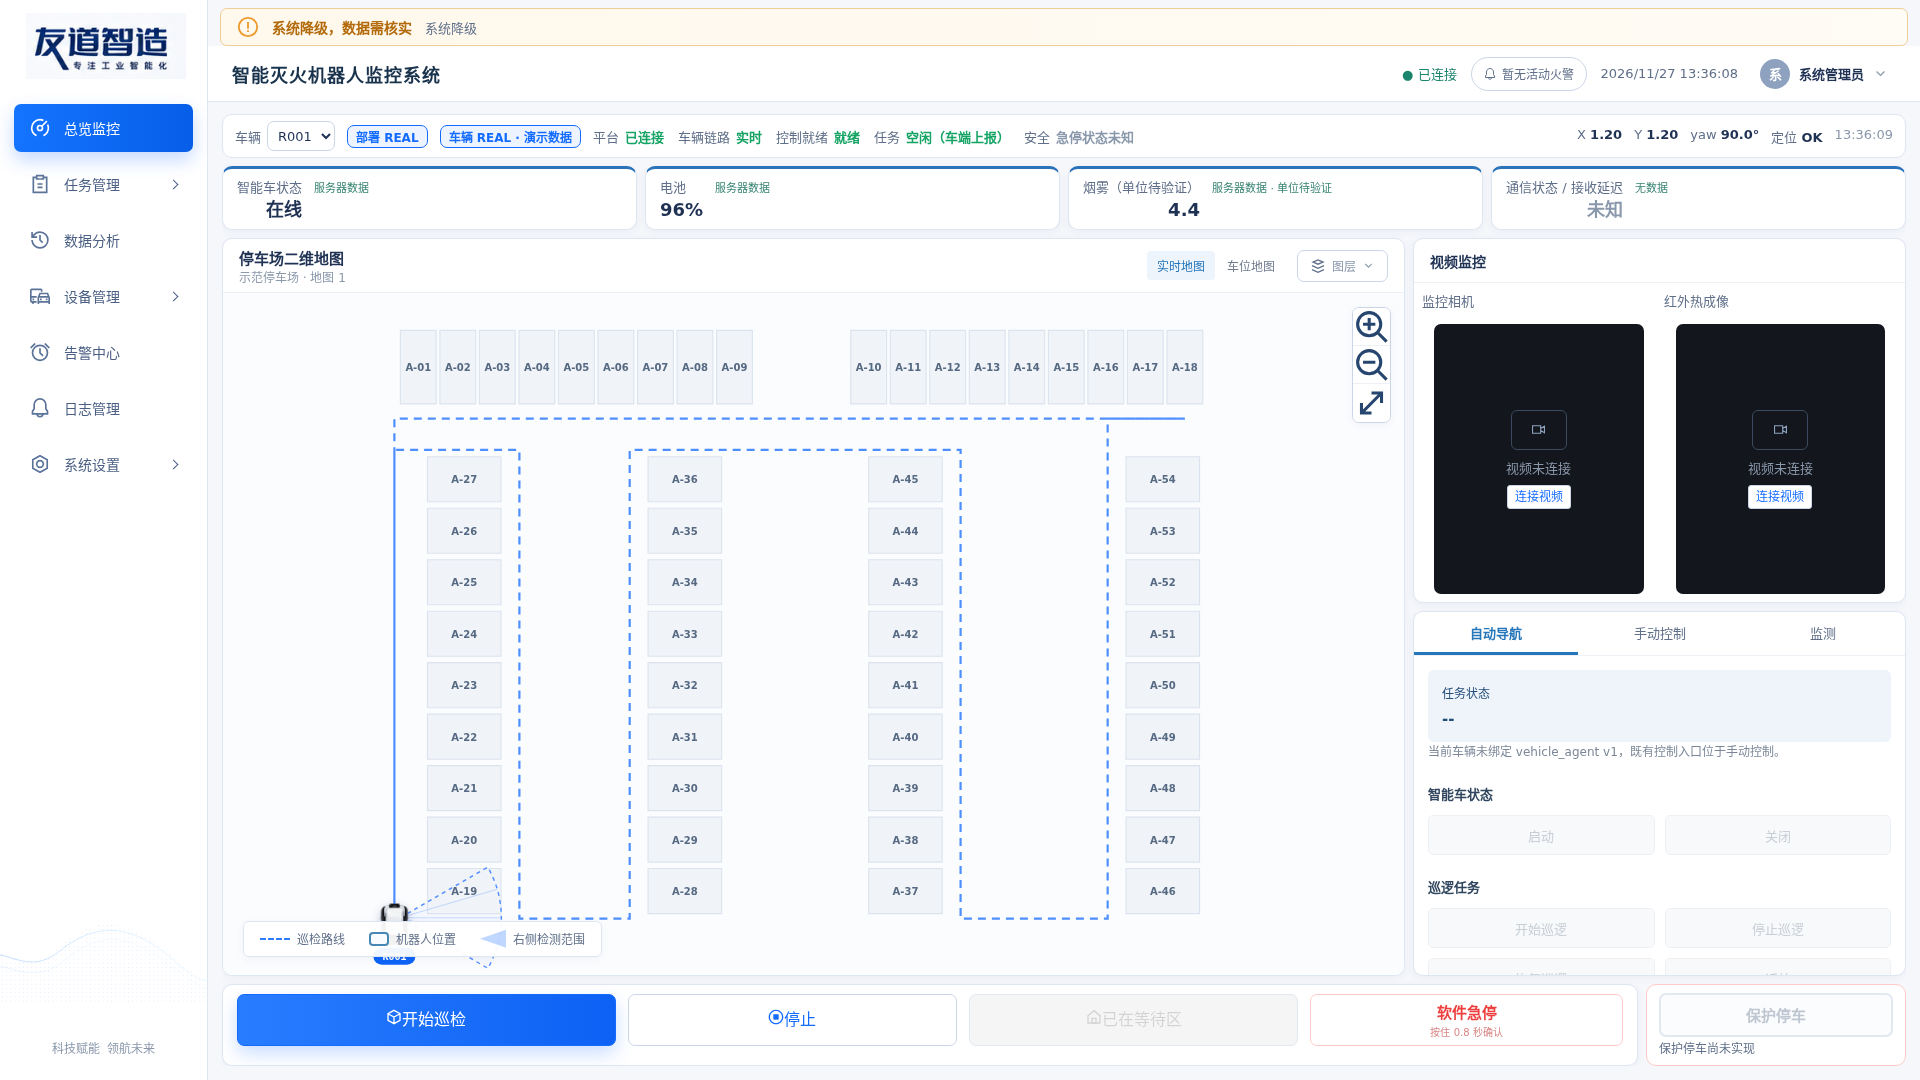 友道智造
专注工业智能化
总览监控
任务管理
数据分析
设备管理
告警中心
日志管理
系统设置
科技赋能 领航未来
系统降级，数据需核实 系统降级
智能灭火机器人监控系统
已连接
暂无活动火警
2026/11/27 13:36:08
系
系统管理员
车辆 R001 部署 REAL 车辆 REAL · 演示数据 平台 已连接 车辆链路 实时 控制就绪 就绪 任务 空闲（车端上报） 安全 急停状态未知
X 1.20 Y 1.20 yaw 90.0° 定位 OK 13:36:09
智能车状态 服务器数据
在线
电池 服务器数据
96%
烟雾（单位待验证） 服务器数据 · 单位待验证
4.4
通信状态 / 接收延迟 无数据
未知
停车场二维地图
示范停车场 · 地图 1
实时地图 车位地图 图层
A-01 A-02 A-03 A-04 A-05 A-06 A-07 A-08 A-09 A-10 A-11 A-12 A-13 A-14 A-15 A-16 A-17 A-18
A-27 A-36 A-45 A-54
A-26 A-35 A-44 A-53
A-25 A-34 A-43 A-52
A-24 A-33 A-42 A-51
A-23 A-32 A-41 A-50
A-22 A-31 A-40 A-49
A-21 A-30 A-39 A-48
A-20 A-29 A-38 A-47
A-19 A-28 A-37 A-46
巡检路线 机器人位置 右侧检测范围
R001
视频监控
监控相机 红外热成像
视频未连接 视频未连接
连接视频 连接视频
自动导航 手动控制 监测
任务状态
--
当前车辆未绑定 vehicle_agent v1，既有控制入口位于手动控制。
智能车状态
启动 关闭
巡逻任务
开始巡逻 停止巡逻
开始巡检
停止
已在等待区
软件急停
按住 0.8 秒确认
保护停车
保护停车尚未实现